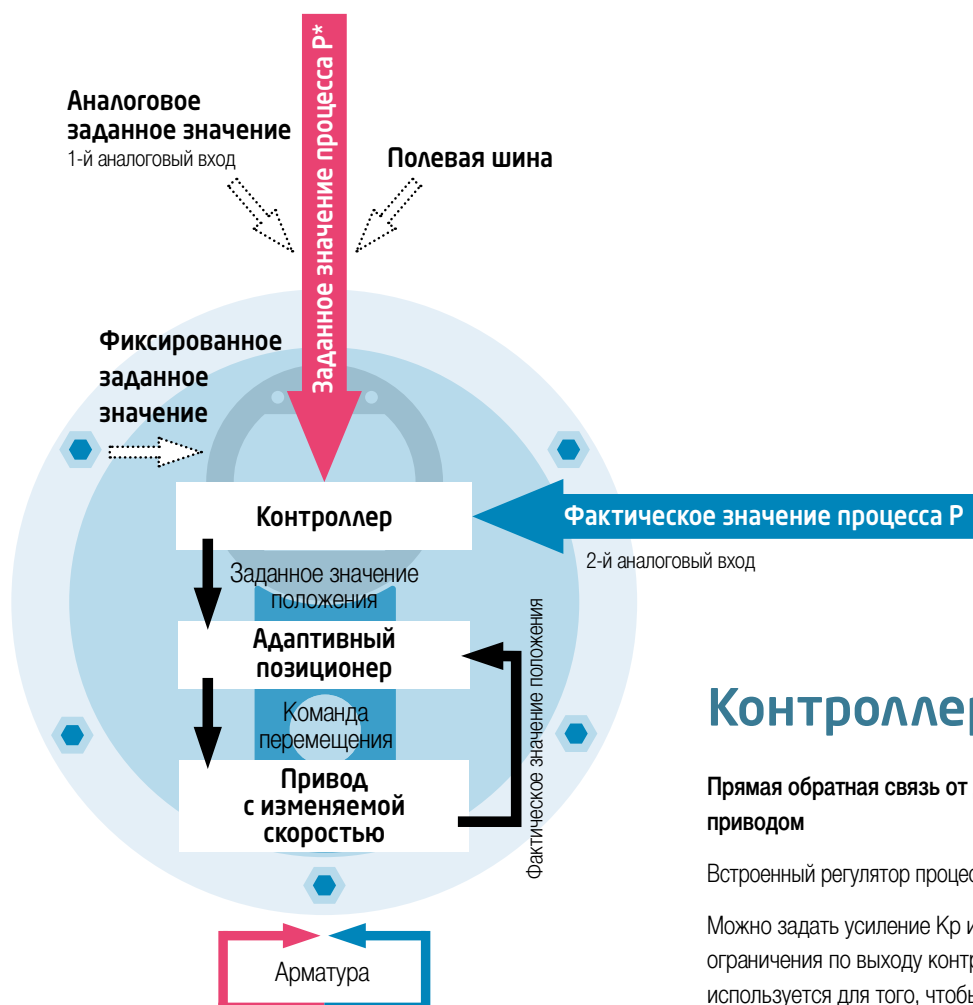 Заданное значение процесса P*
Аналоговое
заданное значение
1-й аналоговый вход
Полевая шина
Фиксированное
заданное
значение
Контроллер
Фактическое значение процесса P
2-й аналоговый вход
Заданное значение
положения
Адаптивный
позиционер
Фактическое значение положения
Команда
перемещения
Привод
с изменяемой
скоростью
Арматура
Контроллер
Прямая обратная связь от
приводом
Встроенный регулятор
Можно задать усиление Kp и
ограничения по выходу
используется для того, чтобы